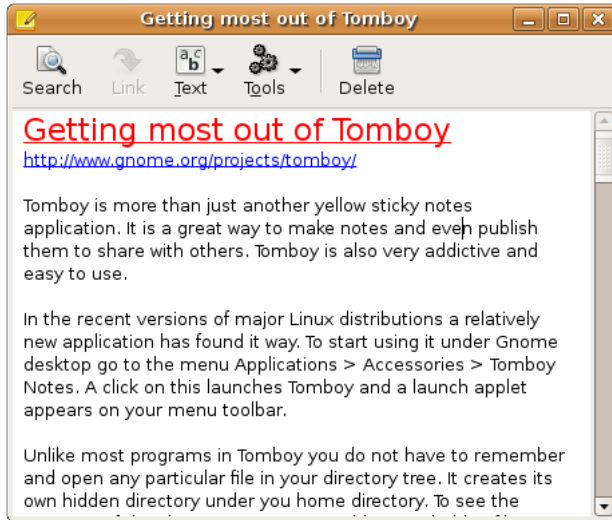 Getting most out of Tomboy
Search Link Text Tools Delete
Getting most out of Tomboy
http://www.gnome.org/projects/tomboy/
Tomboy is more than just another yellow sticky notes
application. It is a great way to make notes and even publish
them to share with others. Tomboy is also very addictive and
easy to use.
In the recent versions of major Linux distributions a relatively
new application has found it way. To start using it under Gnome
desktop go to the menu Applications > Accessories > Tomboy
Notes. A click on this launches Tomboy and a launch applet
appears on your menu toolbar.
Unlike most programs in Tomboy you do not have to remember
and open any particular file in your directory tree. It creates its
own hidden directory under you home directory. To see the